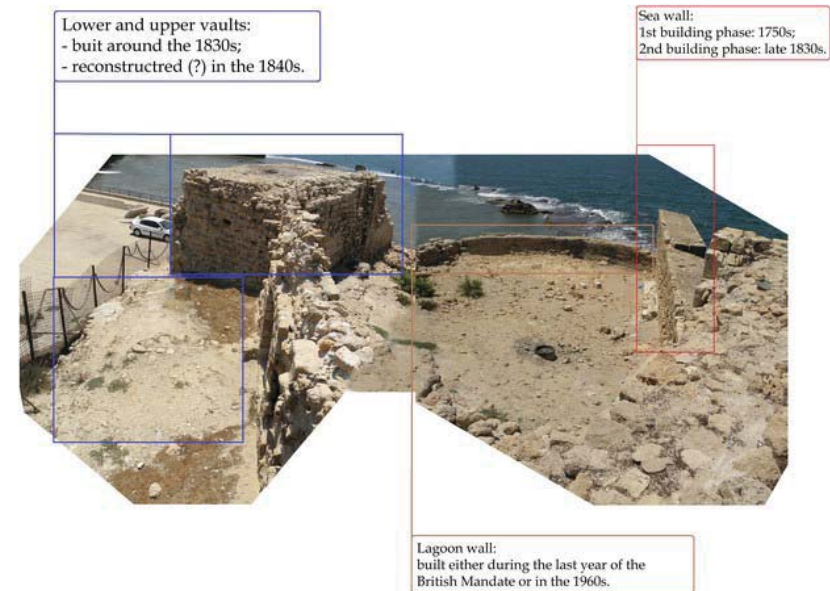 Lower and upper vaults:
- buit around the 1830s;
- reconstructred (?) in the 1840s.
Sea wall:
1st building phase: 1750s;
2nd building phase: late 1830s.
Lagoon wall:
built either during the last year of the
British Mandate or in the 1960s.